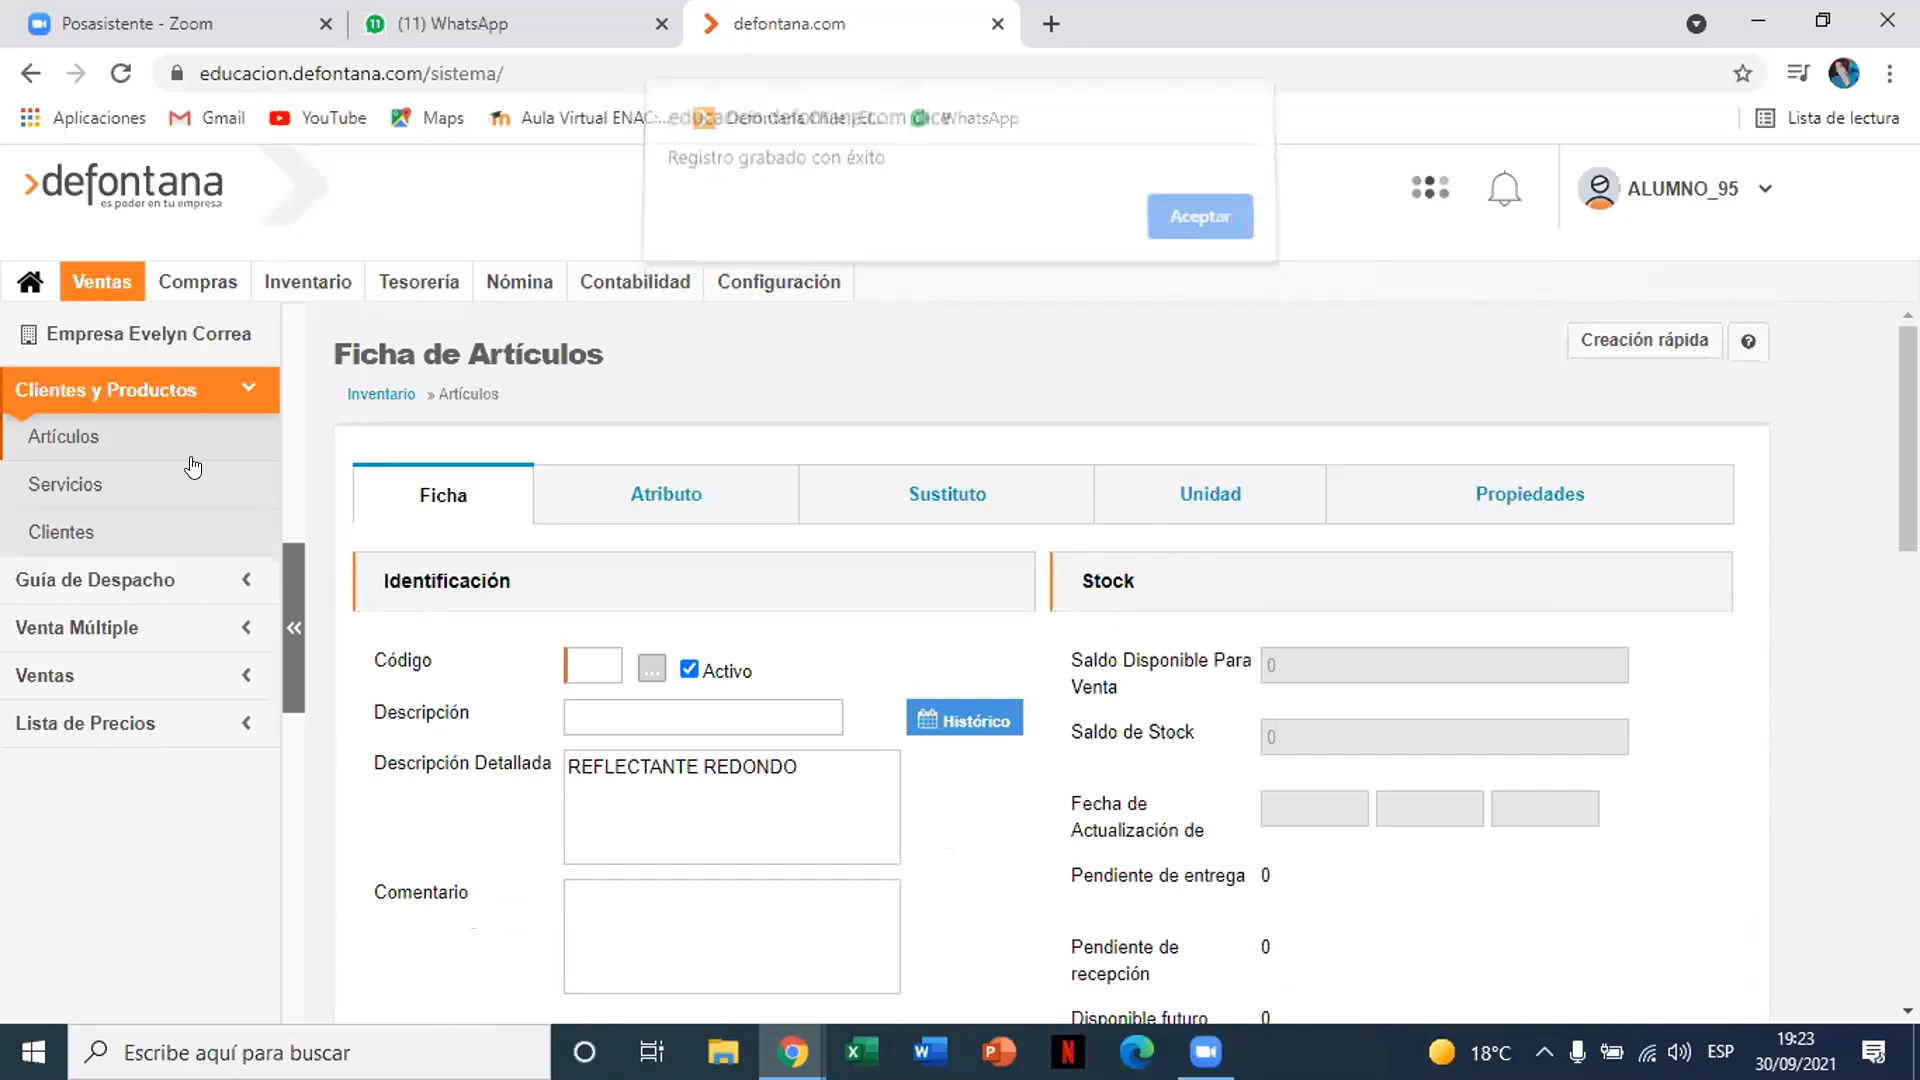 Posasistente - Zoom
(11) WhatsApp
defontana.com
educacion.defontana.com/sistema/
Aplicaciones
Gmail
YouTube
Maps
Aula Virtual ENAC:...
WhatsApp
Lista de lectura
Registro grabado con éxito
Aceptar
defontana
es poder en tu empresa
ALUMNO_95
Ventas
Compras
Inventario
Tesorería
Nómina
Contabilidad
Configuración
Empresa Evelyn Correa
Clientes y Productos
Artículos
Servicios
Clientes
Guía de Despacho
Venta Múltiple
Ventas
Lista de Precios
Ficha de Artículos
Creación rápida
?
Inventario » Artículos
Ficha
Atributo
Sustituto
Unidad
Propiedades
Identificación
Código
...
Activo
Descripción
Histórico
Descripción Detallada
REFLECTANTE REDONDO
Comentario
Stock
Saldo Disponible Para
Venta
0
Saldo de Stock
0
Fecha de
Actualización de
Pendiente de entrega
0
Pendiente de
recepción
0
Disponible futuro
0
Escribe aquí para buscar
18°C
ESP
19:23
30/09/2021